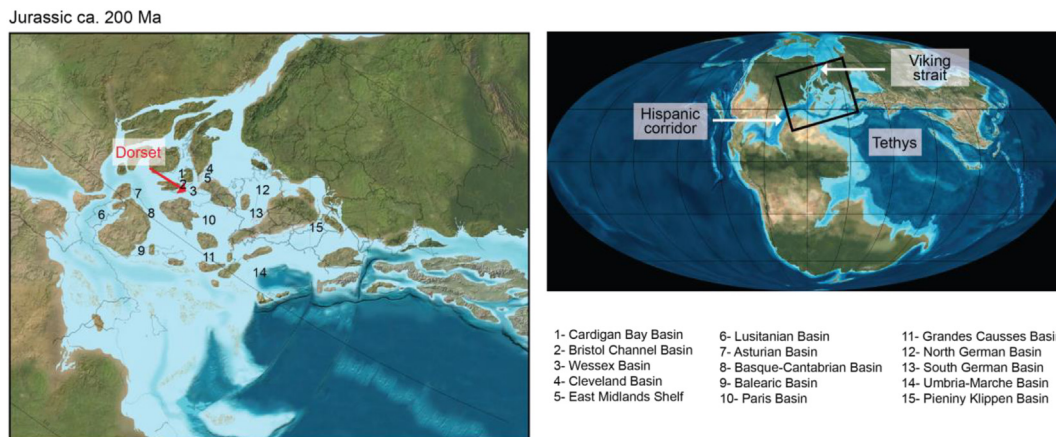 Jurassic ca. 200 Ma
Dorset
1
2
3
4
5
6
7
8
9
10
11
12
13
14
15
Viking
strait
Hispanic
corridor
Tethys
1- Cardigan Bay Basin
2- Bristol Channel Basin
3- Wessex Basin
4- Cleveland Basin
5- East Midlands Shelf
6- Lusitanian Basin
7- Asturian Basin
8- Basque-Cantabrian Basin
9- Balearic Basin
10- Paris Basin
11- Grandes Causses Basin
12- North German Basin
13- South German Basin
14- Umbria-Marche Basin
15- Pieniny Klippen Basin